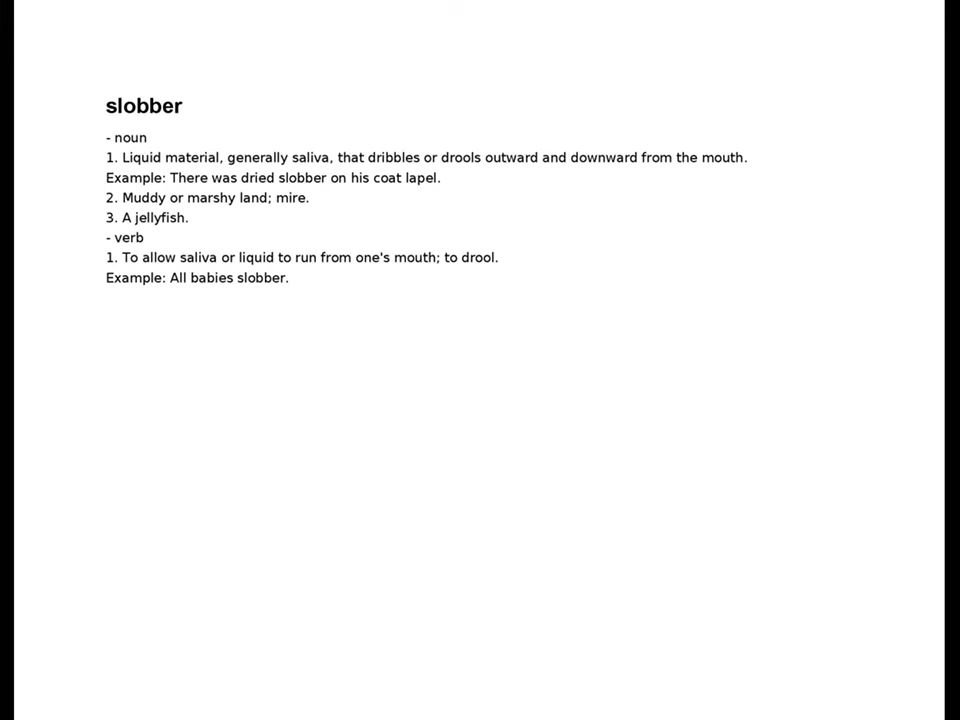 slobber
- noun
1. Liquid material, generally saliva, that dribbles or drools outward and downward from the mouth.
Example: There was dried slobber on his coat lapel.
2. Muddy or marshy land; mire.
3. A jellyfish.
- verb
1. To allow saliva or liquid to run from one's mouth; to drool.
Example: All babies slobber.